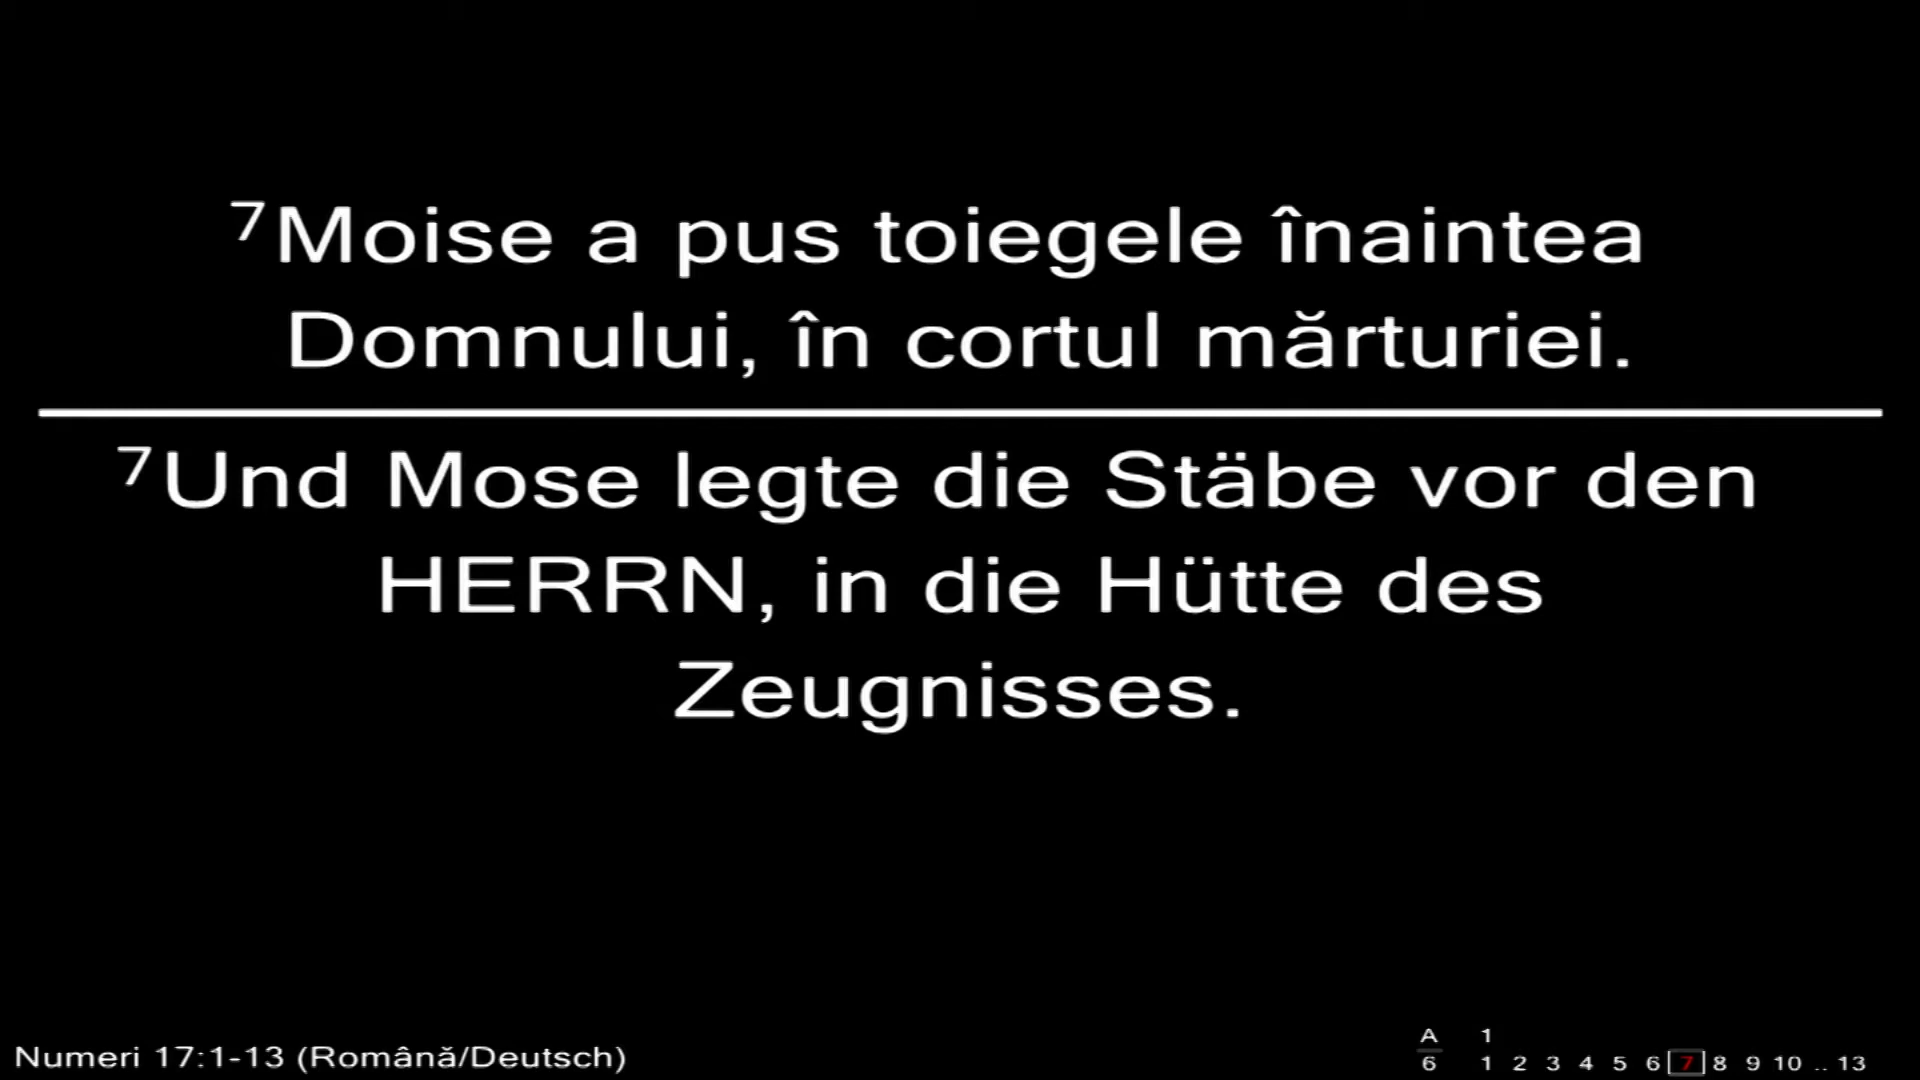 ⁷Moise a pus toiegele înaintea
Domnului, în cortul mărturiei.
⁷Und Mose legte die Stäbe vor den
HERRN, in die Hütte des
Zeugnisses.
Numeri 17:1-13 (Română/Deutsch)
A 1
6 1 2 3 4 5 6 7 8 9 10 .. 13